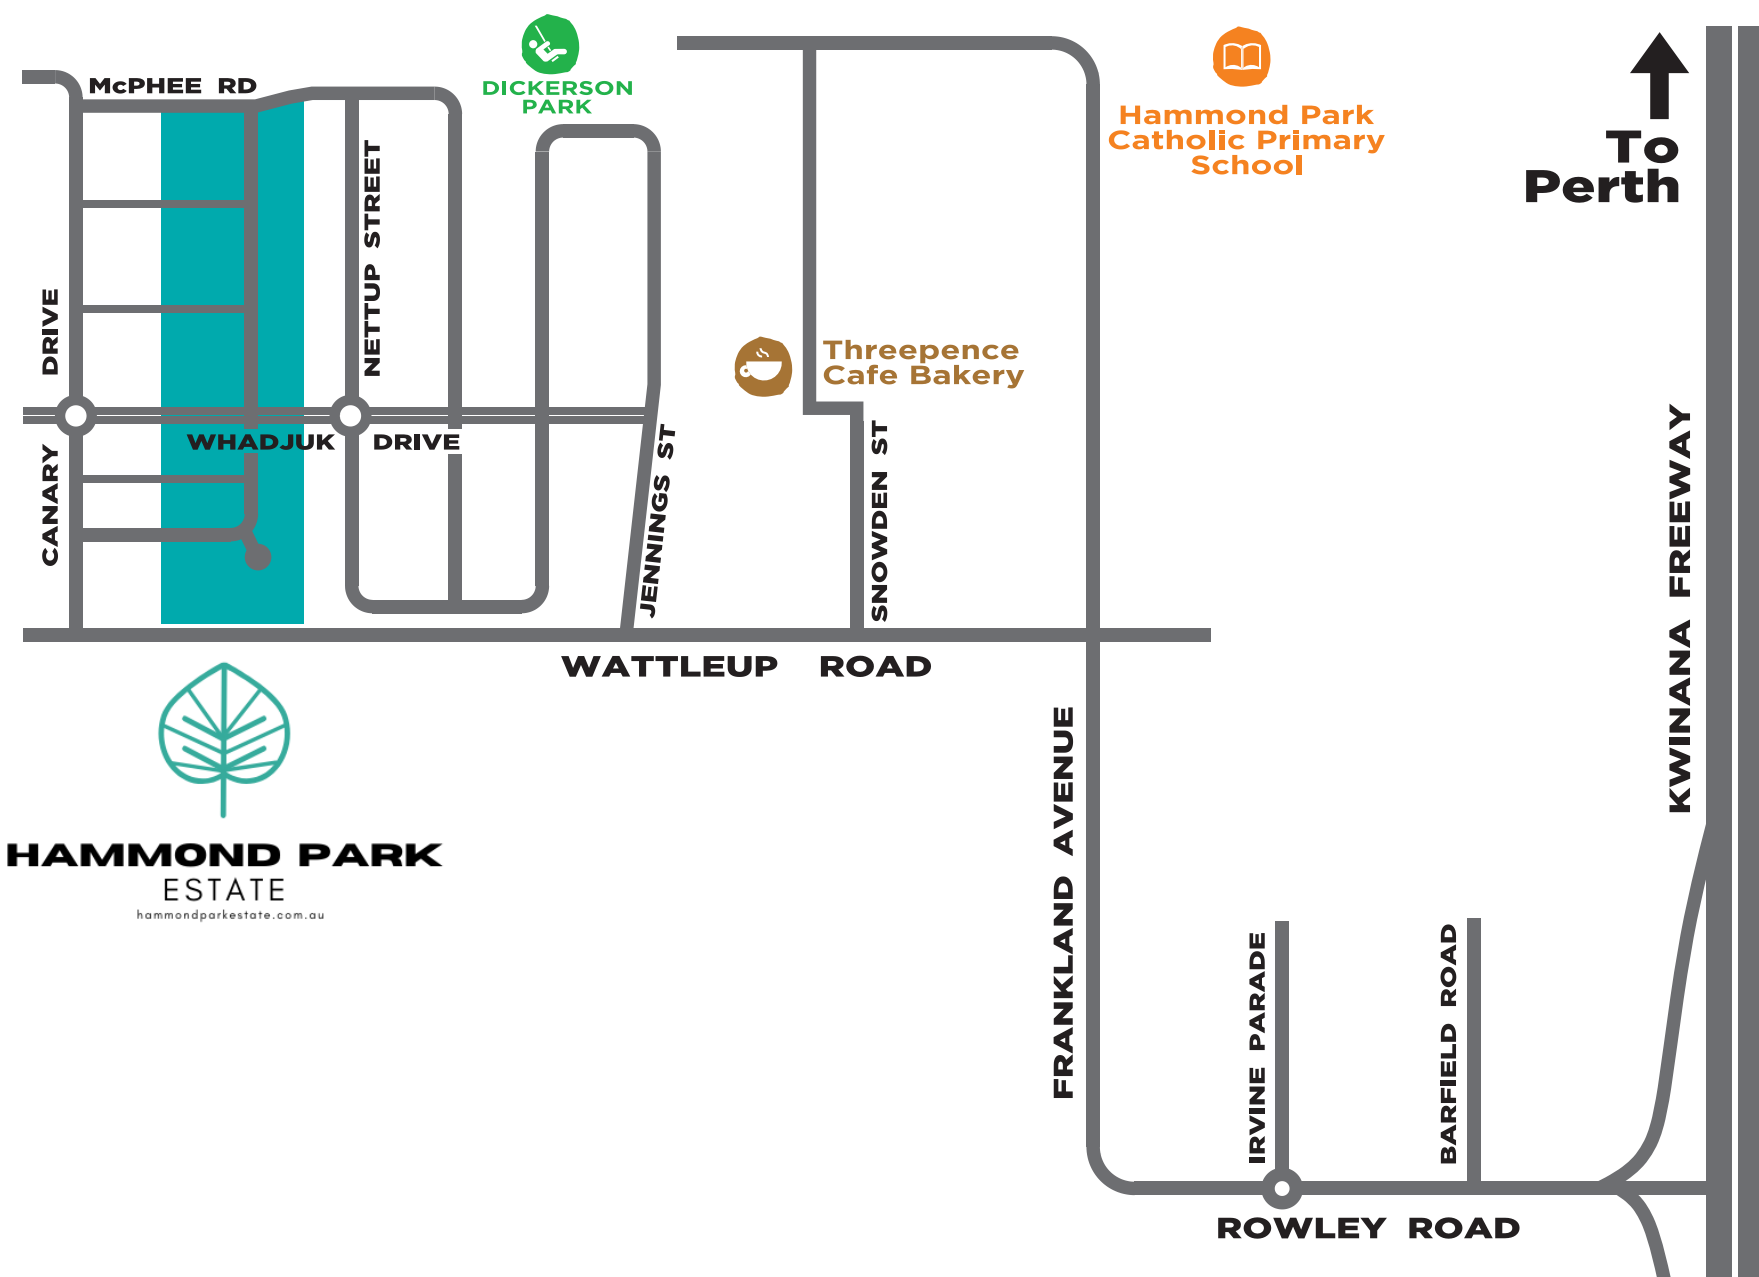 McPHEE RD
DICKERSON
PARK
Hammond Park
Catholic Primary
School
To
Perth
NETTUP STREET
CANARY DRIVE
Threepence
Cafe Bakery
WHADJUK DRIVE
JENNINGS ST
SNOWDEN ST
KWINANA FREEWAY
WATTLEUP ROAD
HAMMOND PARK
ESTATE
hammondparkestate.com.au
FRANKLAND AVENUE
IRVINE PARADE
BARFIELD ROAD
ROWLEY ROAD